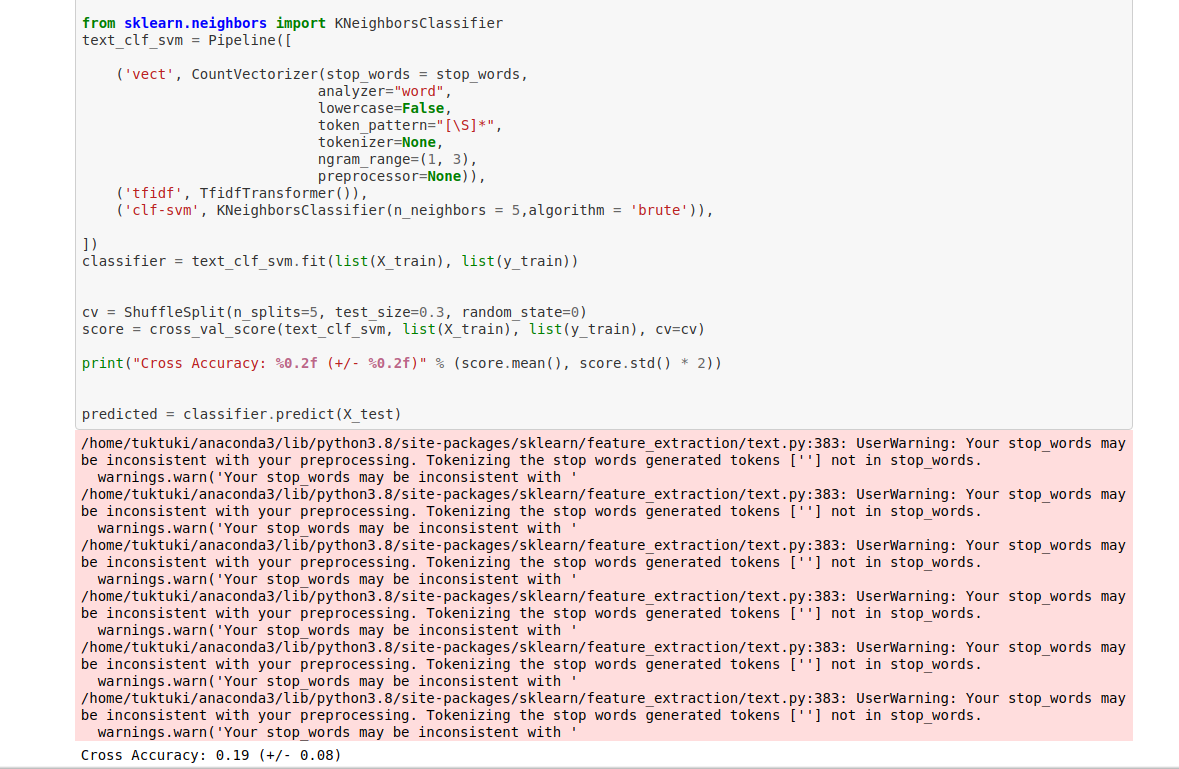 from sklearn.neighbors import KNeighborsClassifier
text_clf_svm = Pipeline([
    ('vect', CountVectorizer(stop_words = stop_words,
                            analyzer="word",
                            lowercase=False,
                            token_pattern="[\S]*",
                            tokenizer=None,
                            ngram_range=(1, 3),
                            preprocessor=None)),
    ('tfidf', TfidfTransformer()),
    ('clf-svm', KNeighborsClassifier(n_neighbors = 5,algorithm = 'brute')),
])
classifier = text_clf_svm.fit(list(X_train), list(y_train))
cv = ShuffleSplit(n_splits=5, test_size=0.3, random_state=0)
score = cross_val_score(text_clf_svm, list(X_train), list(y_train), cv=cv)
print("Cross Accuracy: %0.2f (+/- %0.2f)" % (score.mean(), score.std() * 2))
predicted = classifier.predict(X_test)
/home/tuktuki/anaconda3/lib/python3.8/site-packages/sklearn/feature_extraction/text.py:383: UserWarning: Your stop_words may
be inconsistent with your preprocessing. Tokenizing the stop words generated tokens [''] not in stop_words.
  warnings.warn('Your stop_words may be inconsistent with '
/home/tuktuki/anaconda3/lib/python3.8/site-packages/sklearn/feature_extraction/text.py:383: UserWarning: Your stop_words may
be inconsistent with your preprocessing. Tokenizing the stop words generated tokens [''] not in stop_words.
  warnings.warn('Your stop_words may be inconsistent with '
/home/tuktuki/anaconda3/lib/python3.8/site-packages/sklearn/feature_extraction/text.py:383: UserWarning: Your stop_words may
be inconsistent with your preprocessing. Tokenizing the stop words generated tokens [''] not in stop_words.
  warnings.warn('Your stop_words may be inconsistent with '
/home/tuktuki/anaconda3/lib/python3.8/site-packages/sklearn/feature_extraction/text.py:383: UserWarning: Your stop_words may
be inconsistent with your preprocessing. Tokenizing the stop words generated tokens [''] not in stop_words.
  warnings.warn('Your stop_words may be inconsistent with '
/home/tuktuki/anaconda3/lib/python3.8/site-packages/sklearn/feature_extraction/text.py:383: UserWarning: Your stop_words may
be inconsistent with your preprocessing. Tokenizing the stop words generated tokens [''] not in stop_words.
  warnings.warn('Your stop_words may be inconsistent with '
/home/tuktuki/anaconda3/lib/python3.8/site-packages/sklearn/feature_extraction/text.py:383: UserWarning: Your stop_words may
be inconsistent with your preprocessing. Tokenizing the stop words generated tokens [''] not in stop_words.
  warnings.warn('Your stop_words may be inconsistent with '
Cross Accuracy: 0.19 (+/- 0.08)